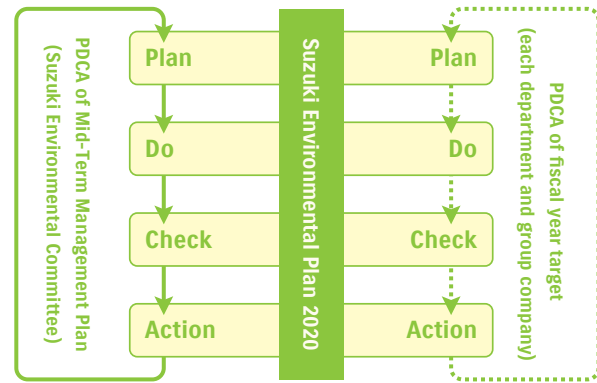 PDCA of Mid-Term Management Plan
(Suzuki Environmental Committee)
Plan
Do
Check
Action
Suzuki Environmental Plan 2020
Plan
Do
Check
Action
PDCA of fiscal year target
(each department and group company)